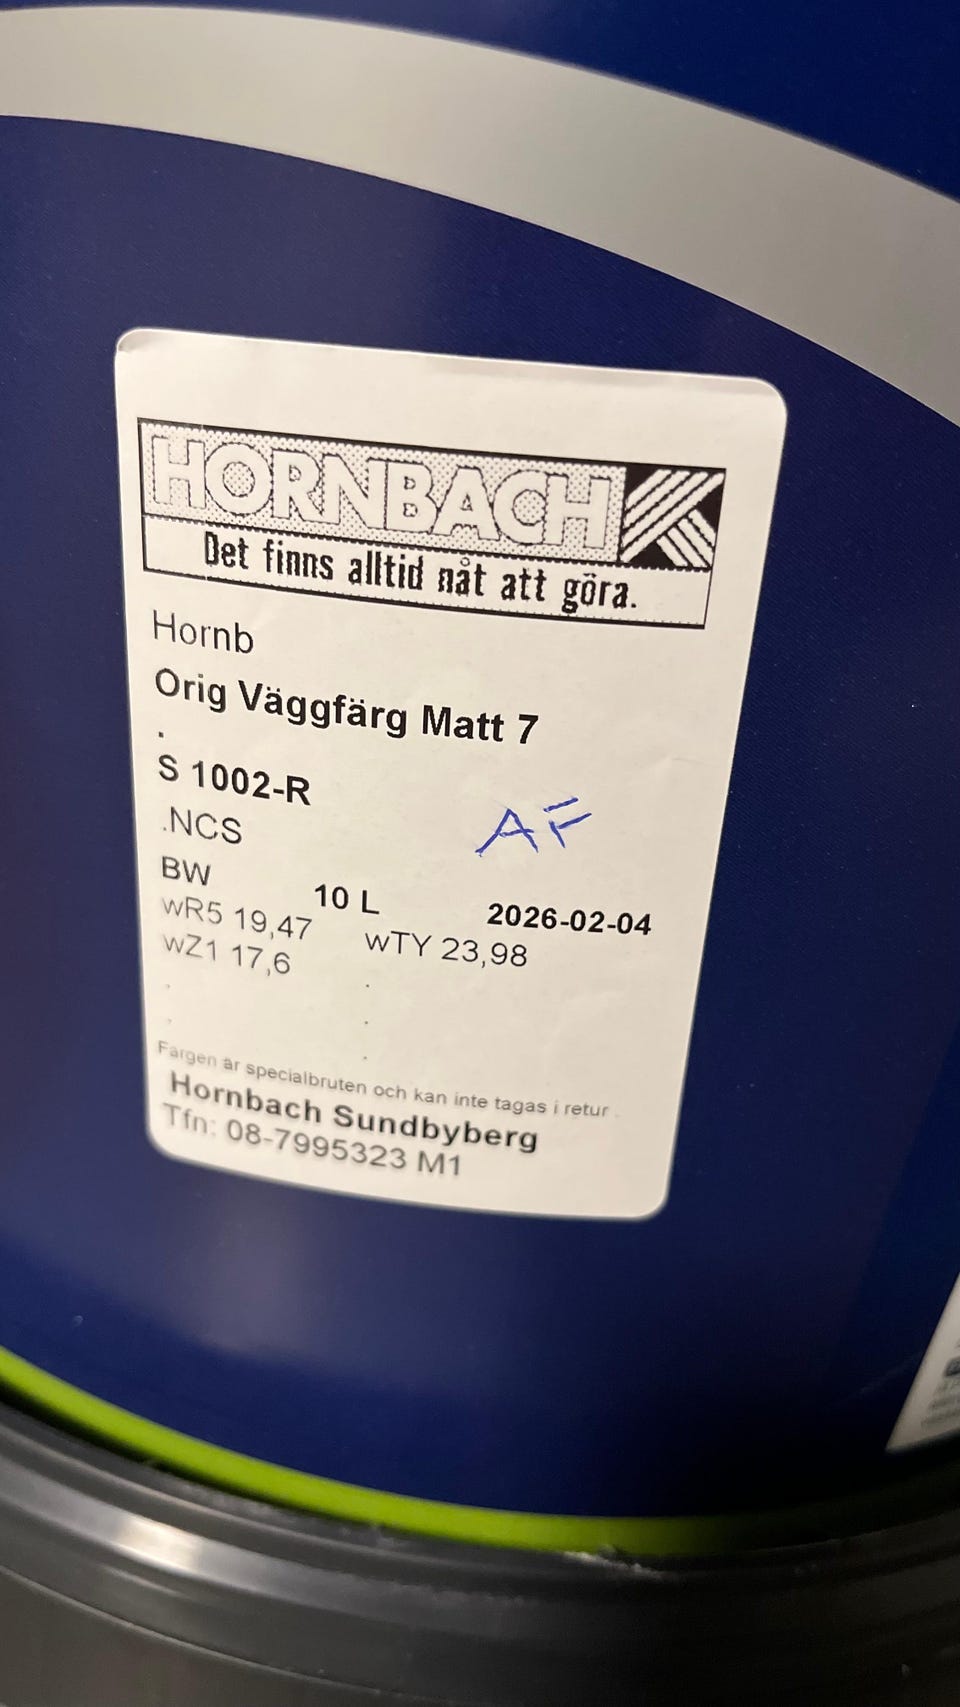 HORNBACH
Det finns alltid nåt att göra.
Hornb
Orig Väggfärg Matt 7
.
S 1002-R
.NCS
AF
BW 10 L 2026-02-04
wR5 19,47 wTY 23,98
wZ1 17,6
. .
. .
.
Färgen är specialbruten och kan inte tagas i retur .
Hornbach Sundbyberg
Tfn: 08-7995323 M1